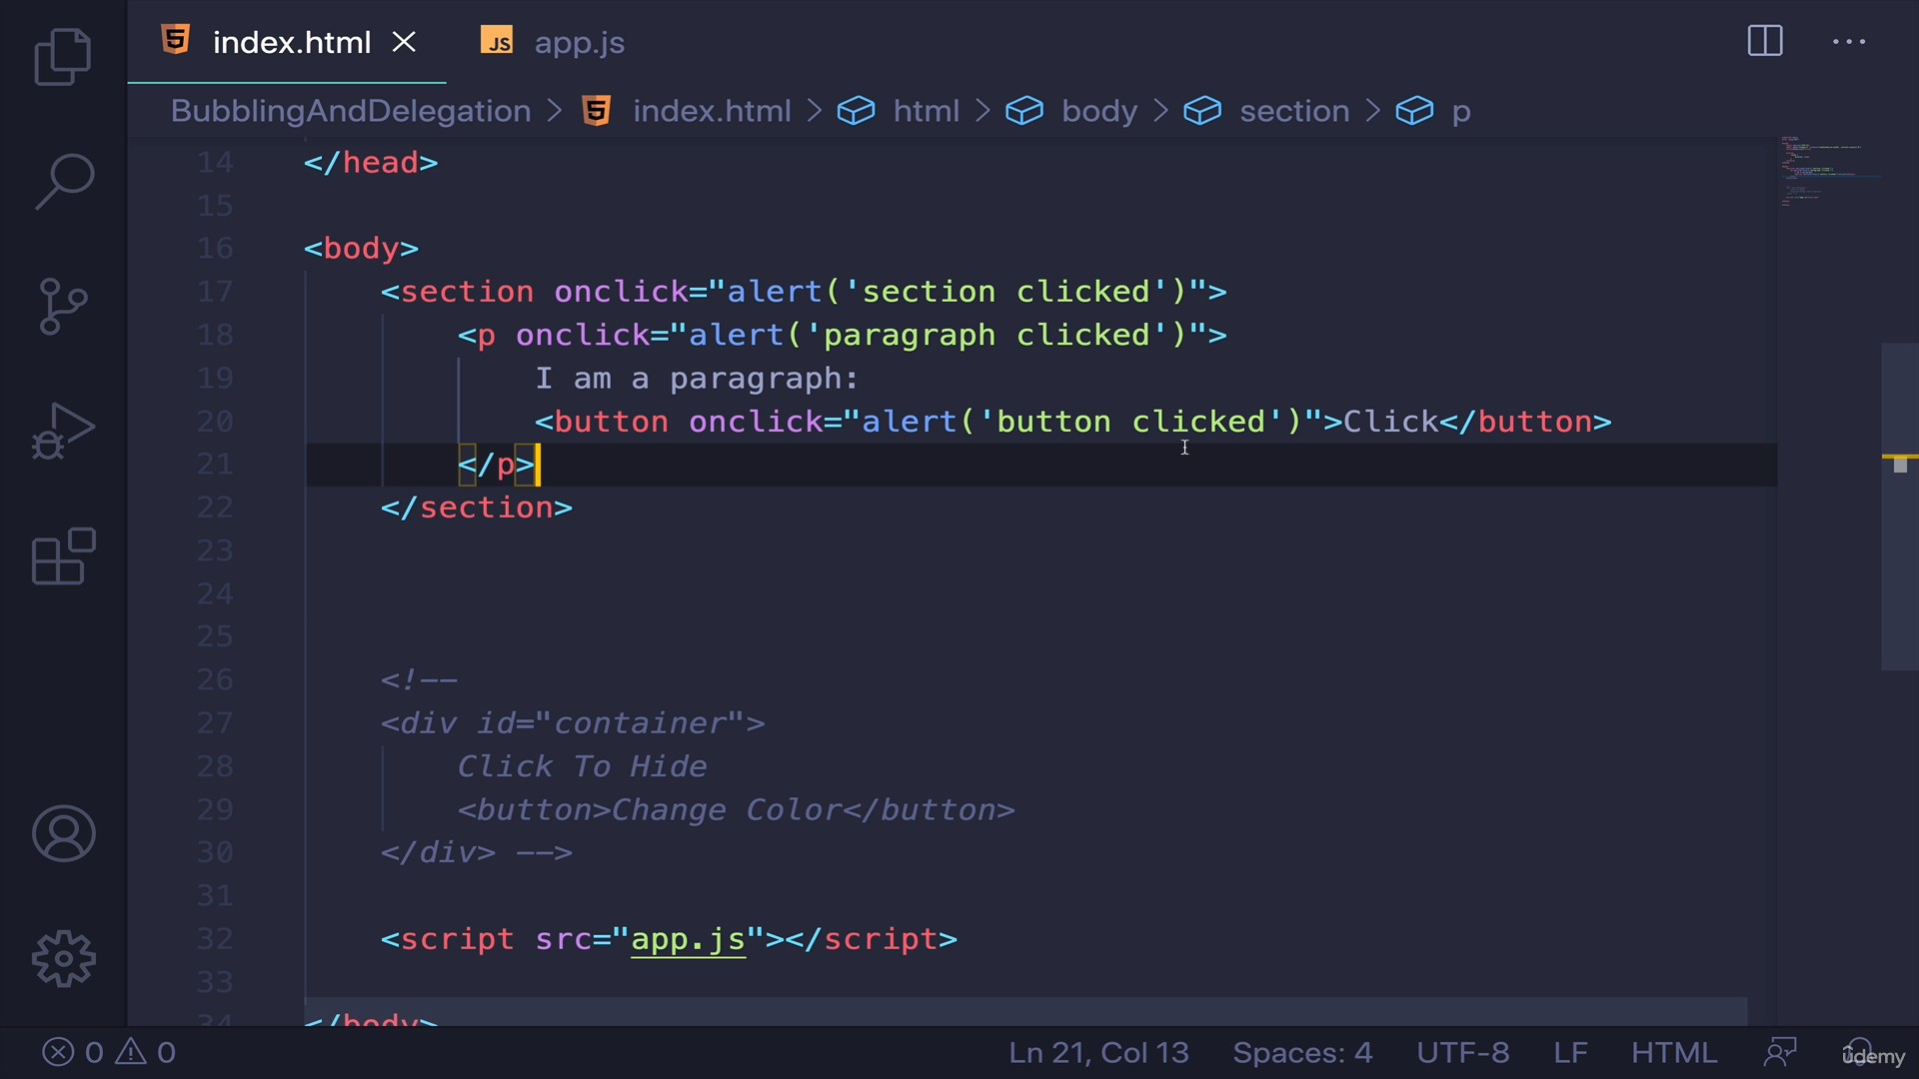 index.html
JS app.js
BubblingAndDelegation > index.html > html > body > section > p
14 </head>
15
16 <body>
17 <section onclick="alert('section clicked')">
18 <p onclick="alert('paragraph clicked')">
19 I am a paragraph:
20 <button onclick="alert('button clicked')">Click</button>
21 </p>
22 </section>
23
24
25
26 <!--
27 <div id="container">
28 Click To Hide
29 <button>Change Color</button>
30 </div> -->
31
32 <script src="app.js"></script>
33
34 </body>
0 0 Ln 21, Col 13 Spaces: 4 UTF-8 LF HTML
ûdemy